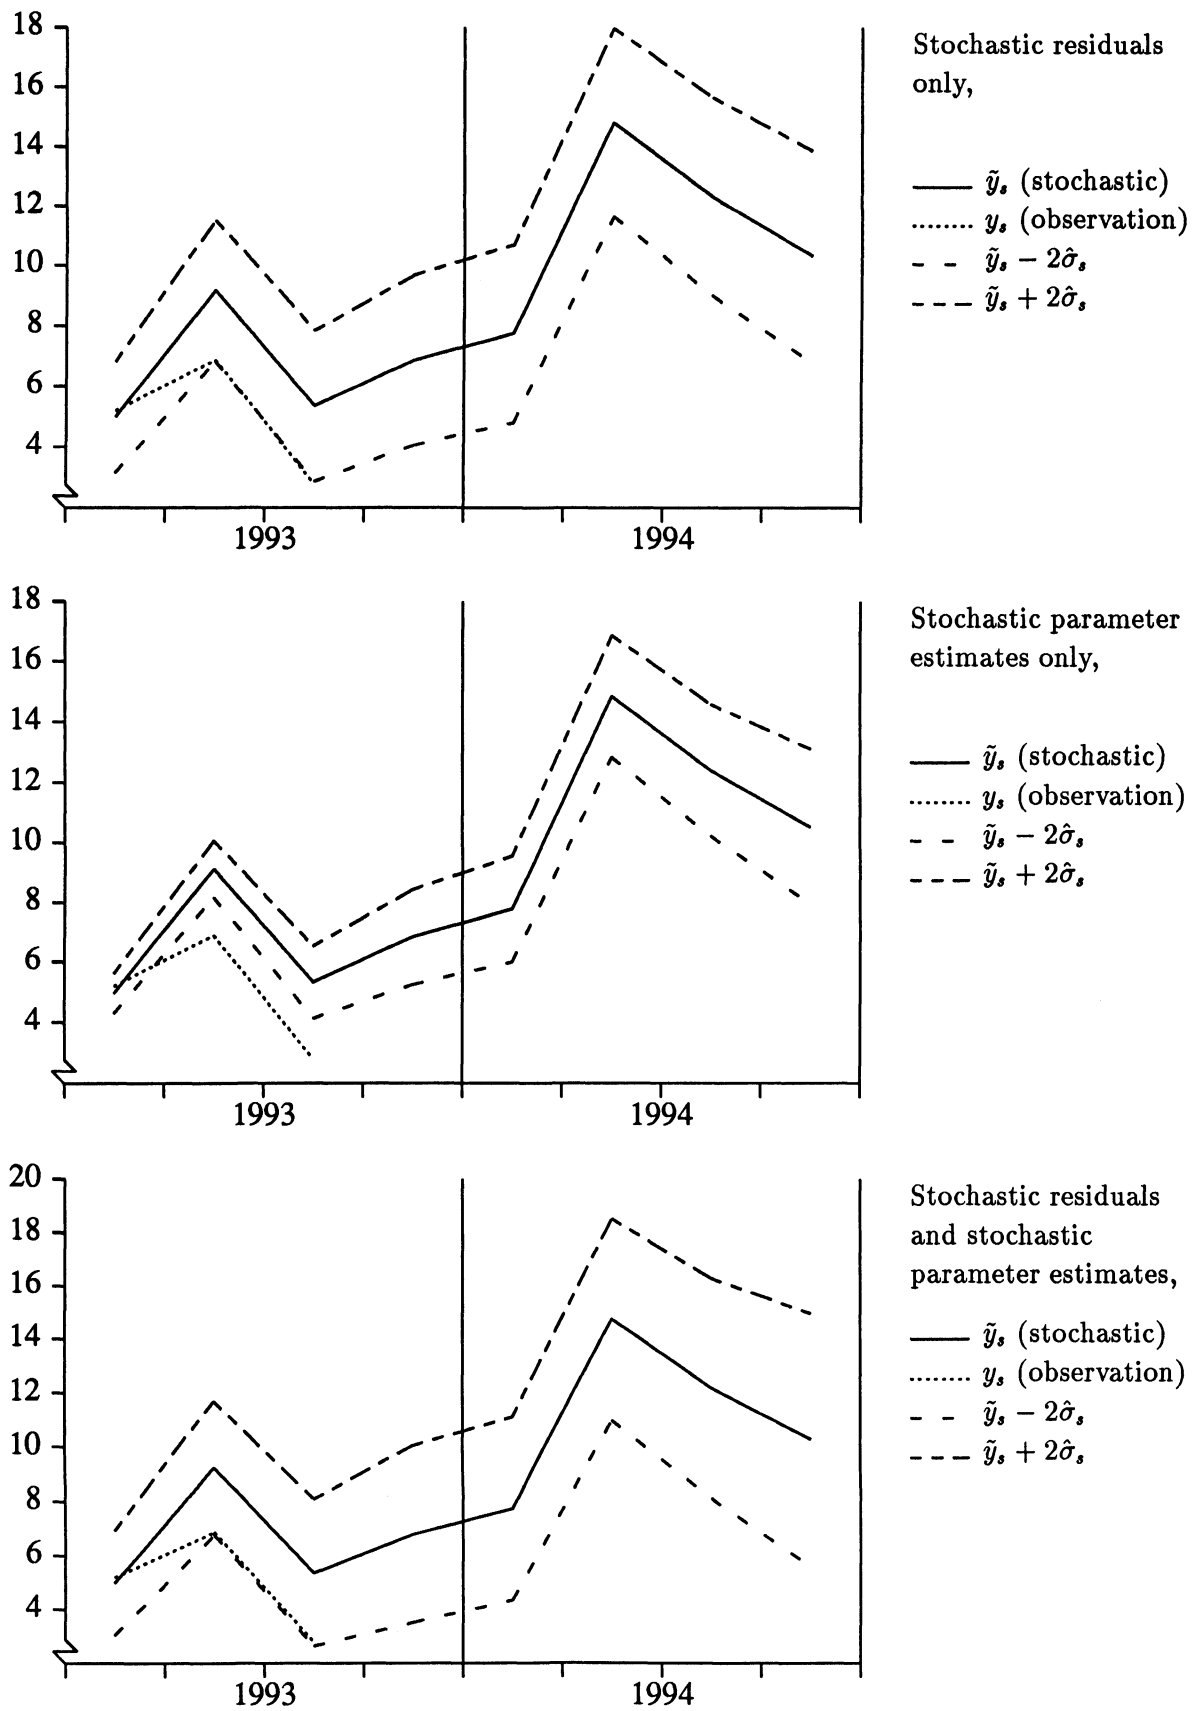 18
16
14
12
10
8
6
4
1993
1994
Stochastic residuals
only,
ỹₛ (stochastic)
yₛ (observation)
ỹₛ − 2σ̂ₛ
ỹₛ + 2σ̂ₛ
18
16
14
12
10
8
6
4
1993
1994
Stochastic parameter
estimates only,
ỹₛ (stochastic)
yₛ (observation)
ỹₛ − 2σ̂ₛ
ỹₛ + 2σ̂ₛ
20
18
16
14
12
10
8
6
4
1993
1994
Stochastic residuals
and stochastic
parameter estimates,
ỹₛ (stochastic)
yₛ (observation)
ỹₛ − 2σ̂ₛ
ỹₛ + 2σ̂ₛ